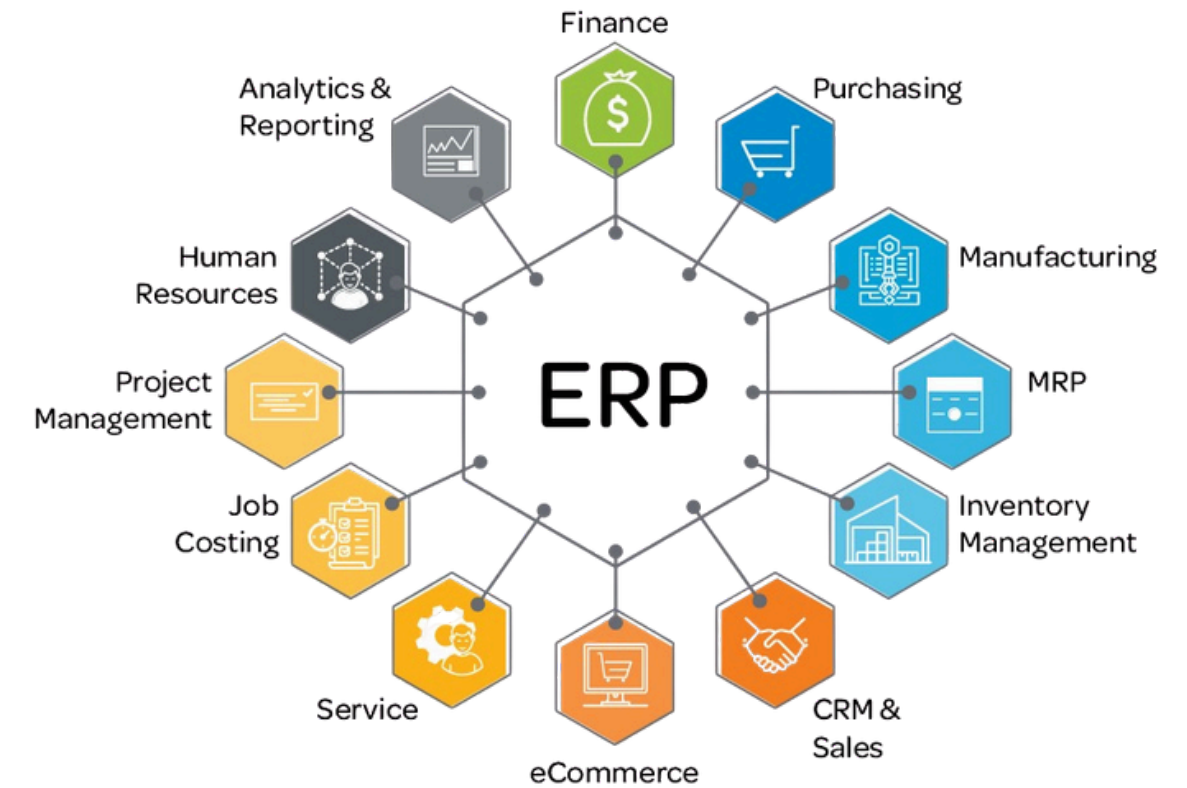 Finance
Purchasing
Manufacturing
MRP
Inventory
Management
CRM &
Sales
eCommerce
Service
Job
Costing
Project
Management
Human
Resources
Analytics &
Reporting
ERP
$